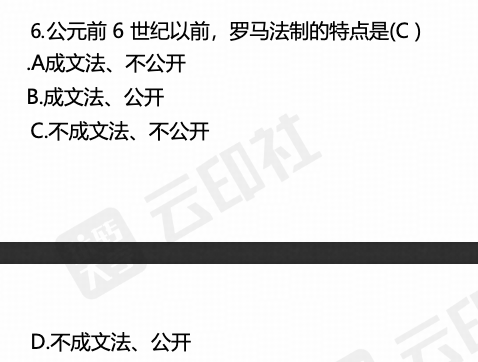 6.公元前 6 世纪以前，罗马法制的特点是(C )
.A成文法、不公开
B.成文法、公开
C.不成文法、不公开
云印社
D.不成文法、公开
云印